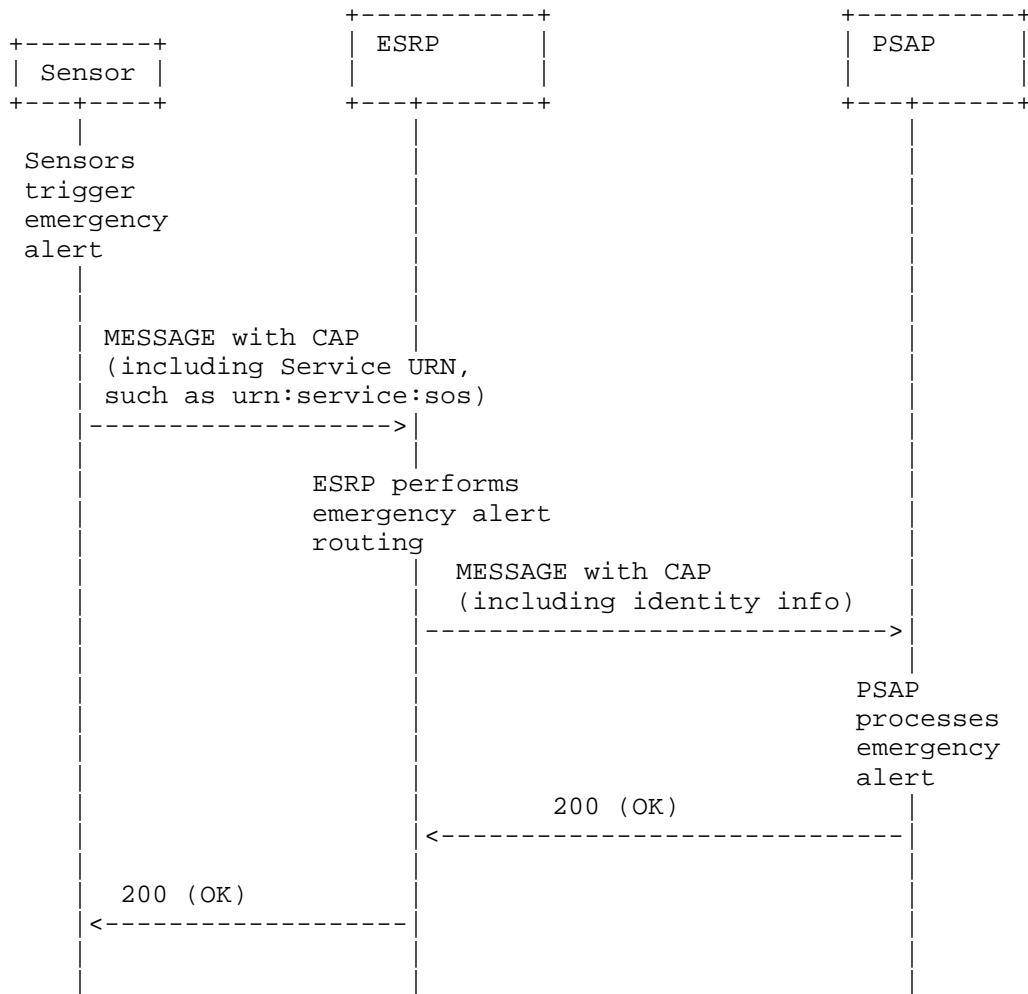 ESRP PSAP
Sensor
Sensors
trigger
emergency
alert
MESSAGE with CAP
(including Service URN,
such as urn:service:sos)
ESRP performs
emergency alert
routing
MESSAGE with CAP
(including identity info)
PSAP
processes
emergency
alert
200 (OK)
200 (OK)